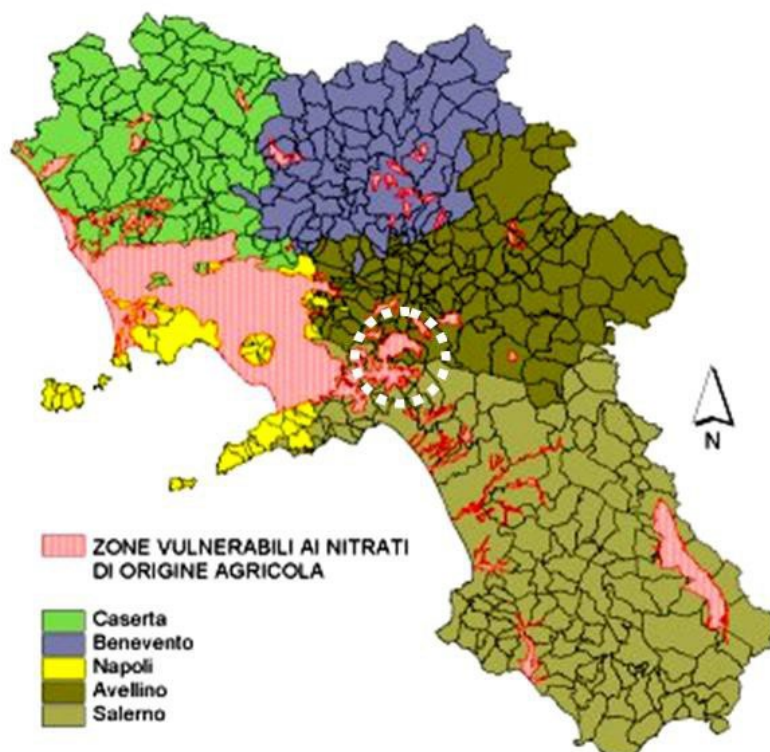 N
ZONE VULNERABILI AI NITRATI
DI ORIGINE AGRICOLA
Caserta
Benevento
Napoli
Avellino
Salerno